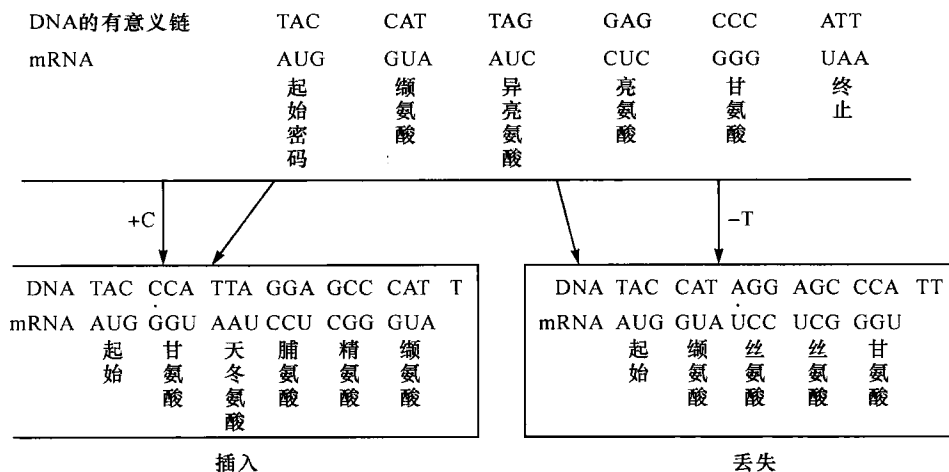 DNA的有意义链 TAC CAT TAG GAG CCC ATT
mRNA AUG GUA AUC CUC GGG UAA
起始密码 缬氨酸 异亮氨酸 亮氨酸 甘氨酸 终止
+C -T
DNA TAC CCA TTA GGA GCC CAT T
mRNA AUG GGU AAU CCU CGG GUA
起始 甘氨酸 天冬氨酸 脯氨酸 精氨酸 缬氨酸
插入
DNA TAC CAT AGG AGC CCA TT
mRNA AUG GUA UCC UCG GGU
起始 缬氨酸 丝氨酸 丝氨酸 甘氨酸
丢失